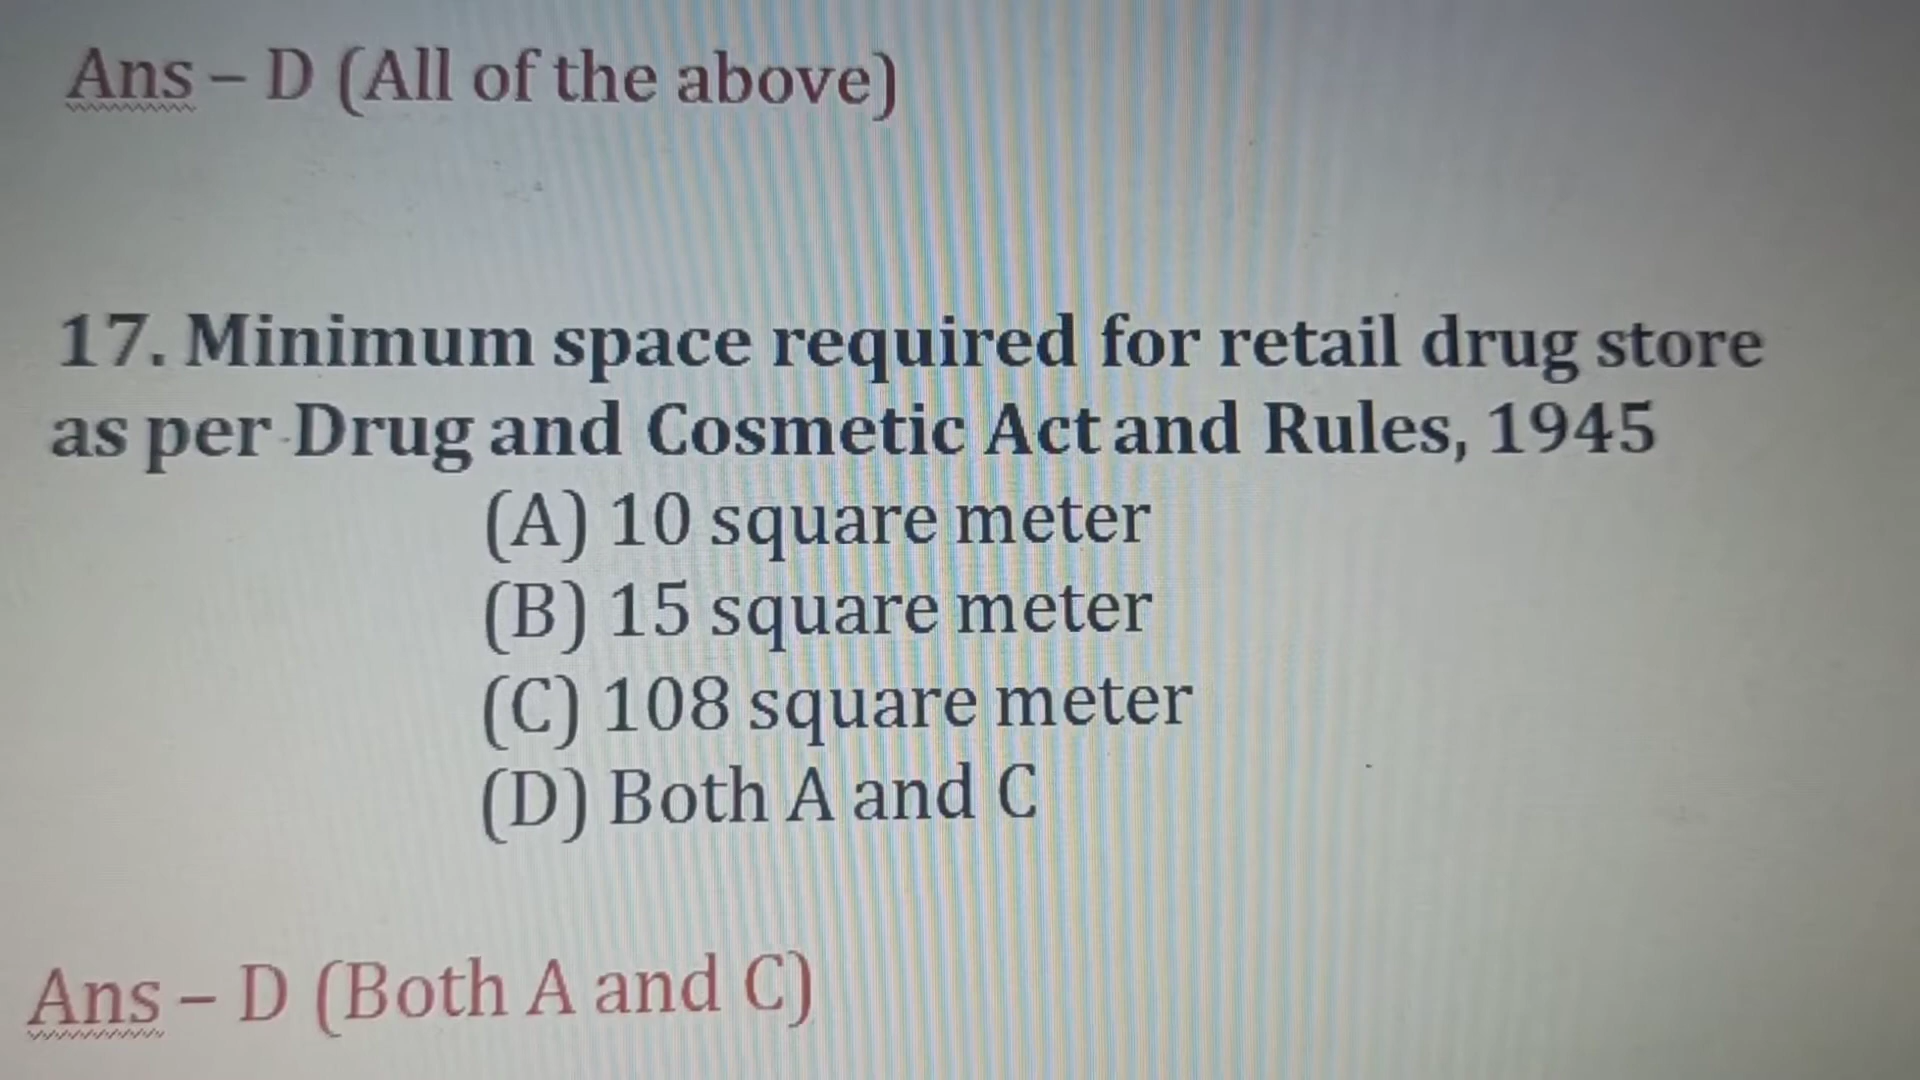 Ans – D (All of the above)
17. Minimum space required for retail drug store
as per Drug and Cosmetic Act and Rules, 1945
(A) 10 square meter
(B) 15 square meter
(C) 108 square meter
(D) Both A and C
Ans – D (Both A and C)